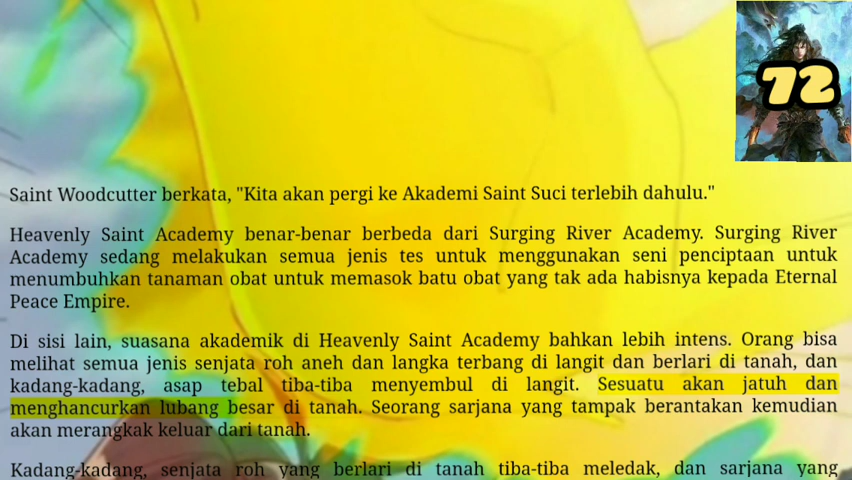 72
Saint Woodcutter berkata, "Kita akan pergi ke Akademi Saint Suci terlebih dahulu."
Heavenly Saint Academy benar-benar berbeda dari Surging River Academy. Surging River
Academy sedang melakukan semua jenis tes untuk menggunakan seni penciptaan untuk
menumbuhkan tanaman obat untuk memasok batu obat yang tak ada habisnya kepada Eternal
Peace Empire.
Di sisi lain, suasana akademik di Heavenly Saint Academy bahkan lebih intens. Orang bisa
melihat semua jenis senjata roh aneh dan langka terbang di langit dan berlari di tanah, dan
kadang-kadang, asap tebal tiba-tiba menyembul di langit. Sesuatu akan jatuh dan
menghancurkan lubang besar di tanah. Seorang sarjana yang tampak berantakan kemudian
akan merangkak keluar dari tanah.
Kadang-kadang, senjata roh yang berlari di tanah tiba-tiba meledak, dan sarjana yang